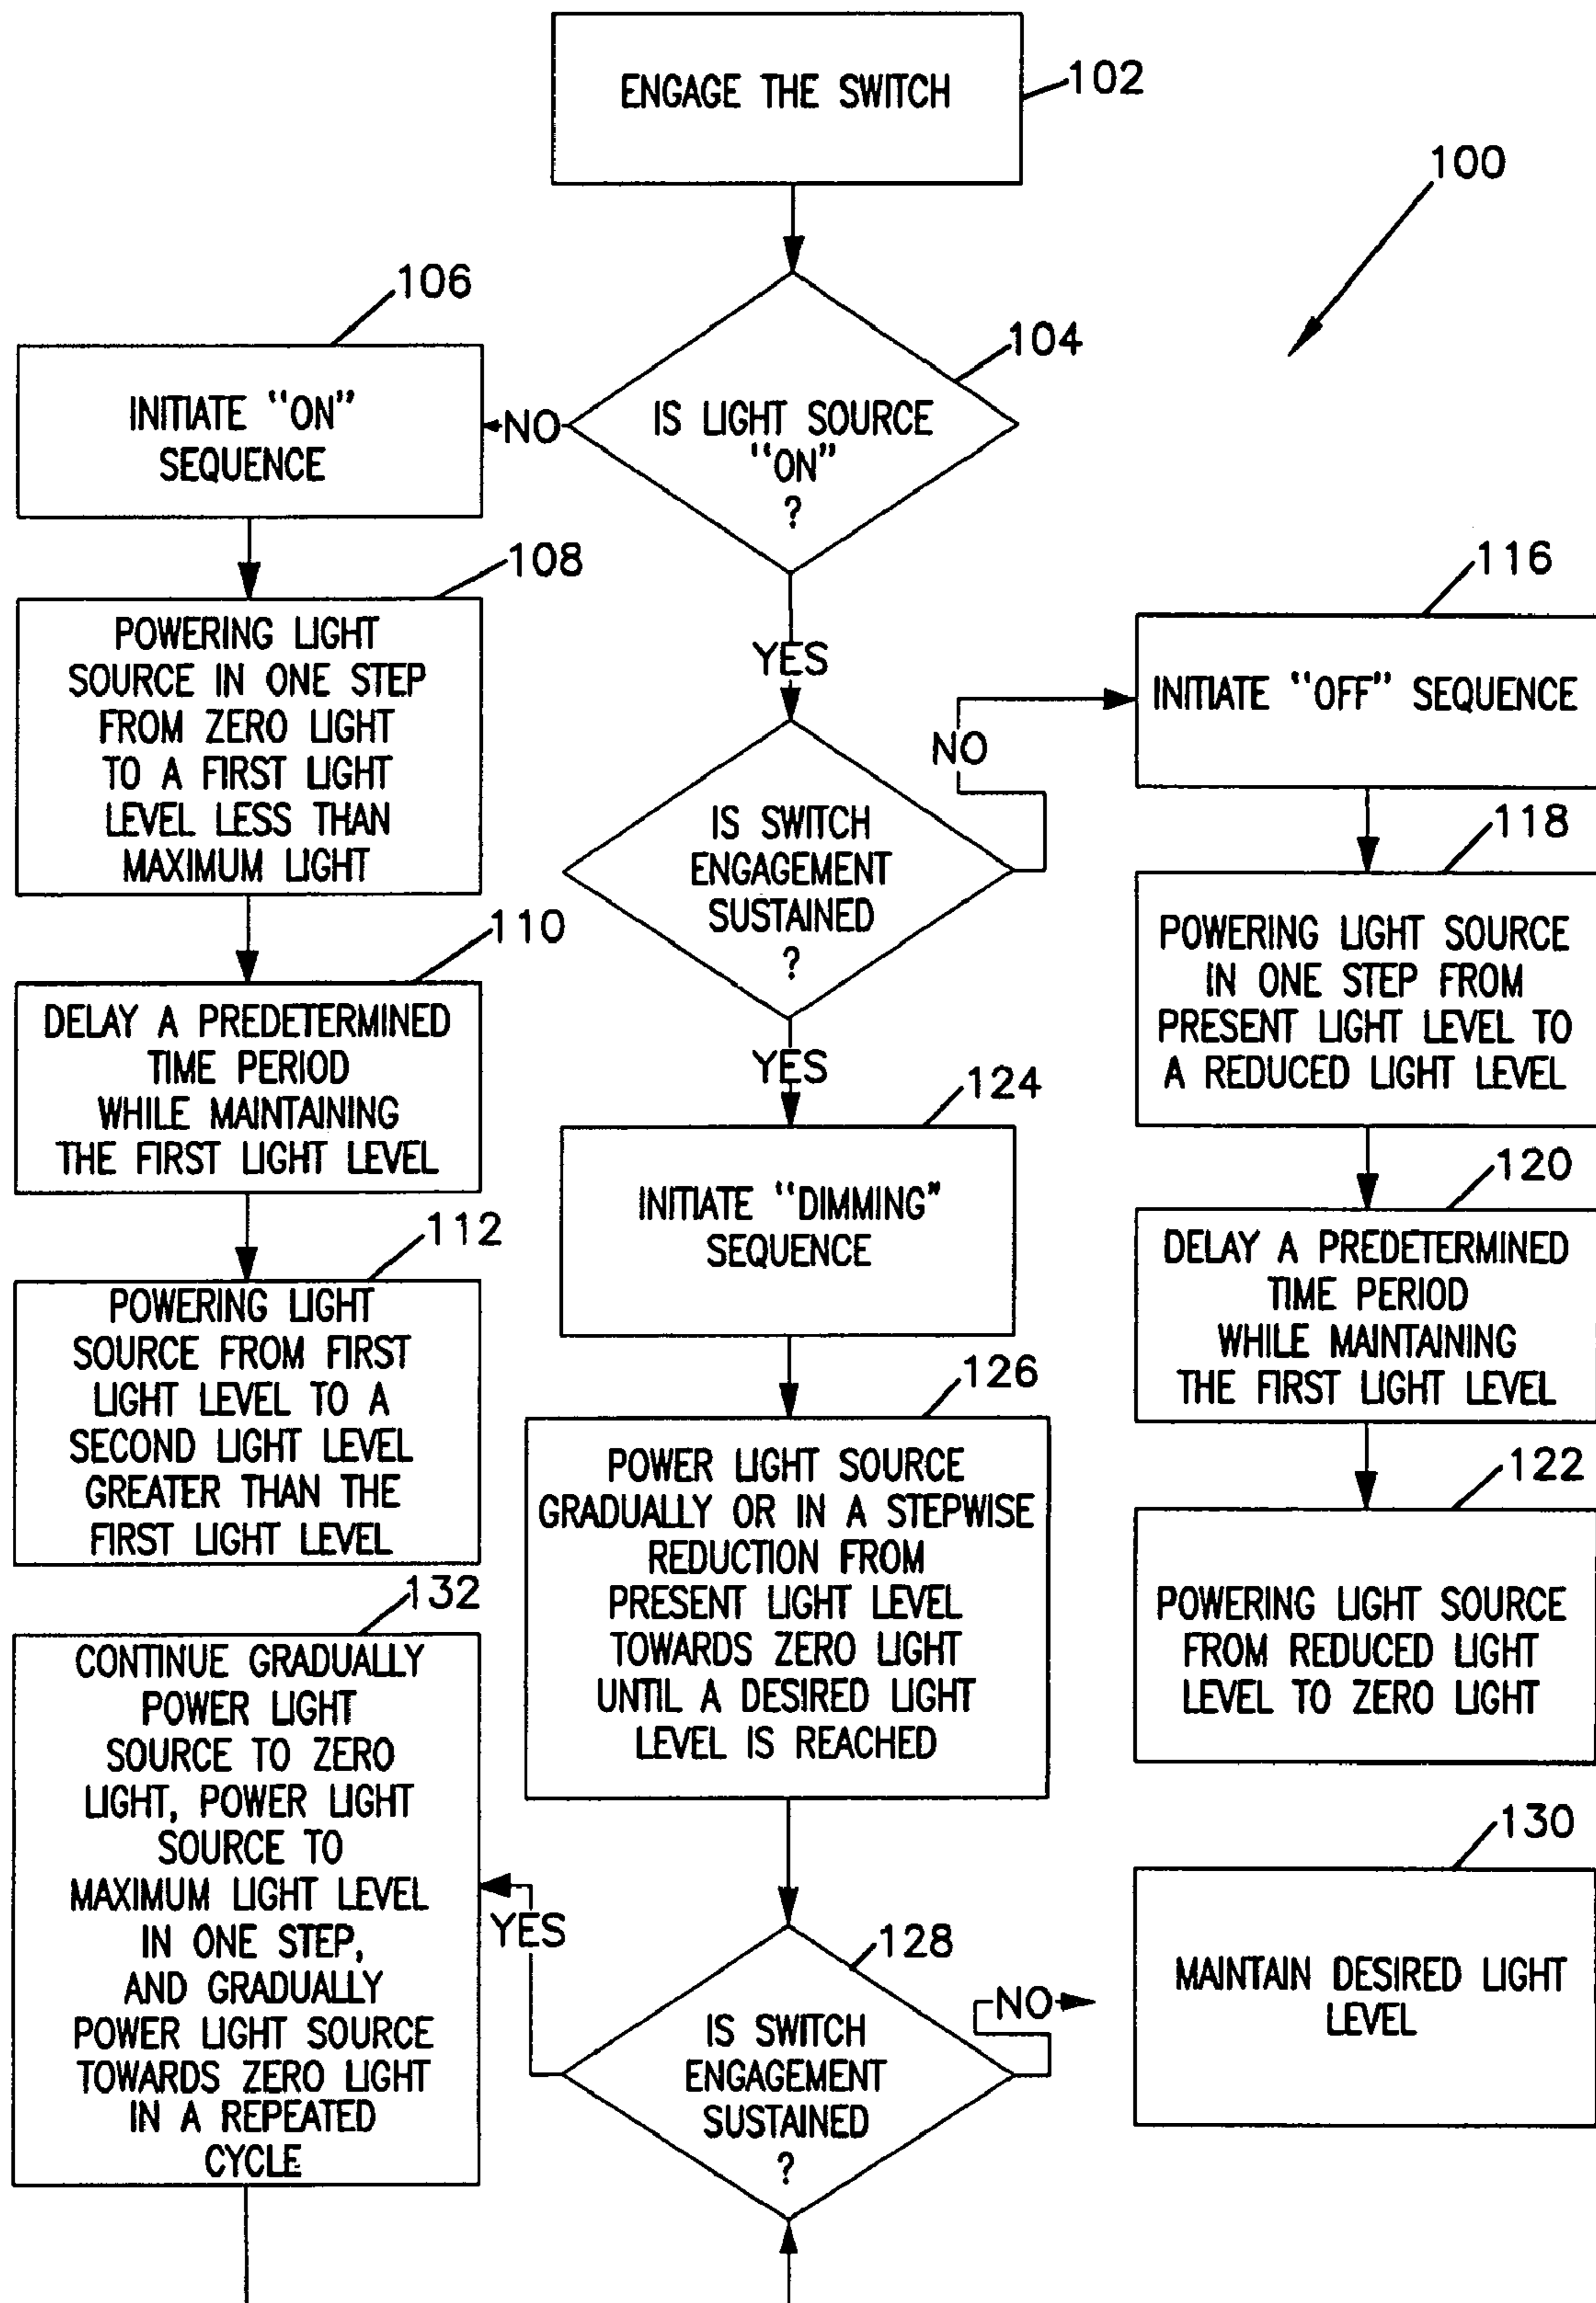 ENGAGE THE SWITCH
102
100
106
104
INITIATE "ON"
SEQUENCE
NO
IS LIGHT SOURCE
"ON"
?
108
POWERING LIGHT
SOURCE IN ONE STEP
FROM ZERO LIGHT
TO A FIRST LIGHT
LEVEL LESS THAN
MAXIMUM LIGHT
YES
116
INITIATE "OFF" SEQUENCE
NO
IS SWITCH
ENGAGEMENT
SUSTAINED
?
118
POWERING LIGHT SOURCE
IN ONE STEP FROM
PRESENT LIGHT LEVEL TO
A REDUCED LIGHT LEVEL
110
DELAY A PREDETERMINED
TIME PERIOD
WHILE MAINTAINING
THE FIRST LIGHT LEVEL
YES
124
INITIATE "DIMMING"
SEQUENCE
120
DELAY A PREDETERMINED
TIME PERIOD
WHILE MAINTAINING
THE FIRST LIGHT LEVEL
112
POWERING LIGHT
SOURCE FROM FIRST
LIGHT LEVEL TO A
SECOND LIGHT LEVEL
GREATER THAN THE
FIRST LIGHT LEVEL
126
POWER LIGHT SOURCE
GRADUALLY OR IN A STEPWISE
REDUCTION FROM
PRESENT LIGHT LEVEL
TOWARDS ZERO LIGHT
UNTIL A DESIRED LIGHT
LEVEL IS REACHED
122
POWERING LIGHT SOURCE
FROM REDUCED LIGHT
LEVEL TO ZERO LIGHT
132
CONTINUE GRADUALLY
POWER LIGHT
SOURCE TO ZERO
LIGHT, POWER LIGHT
SOURCE TO
MAXIMUM LIGHT LEVEL
IN ONE STEP,
AND GRADUALLY
POWER LIGHT SOURCE
TOWARDS ZERO LIGHT
IN A REPEATED
CYCLE
YES
128
IS SWITCH
ENGAGEMENT
SUSTAINED
?
NO
130
MAINTAIN DESIRED LIGHT
LEVEL